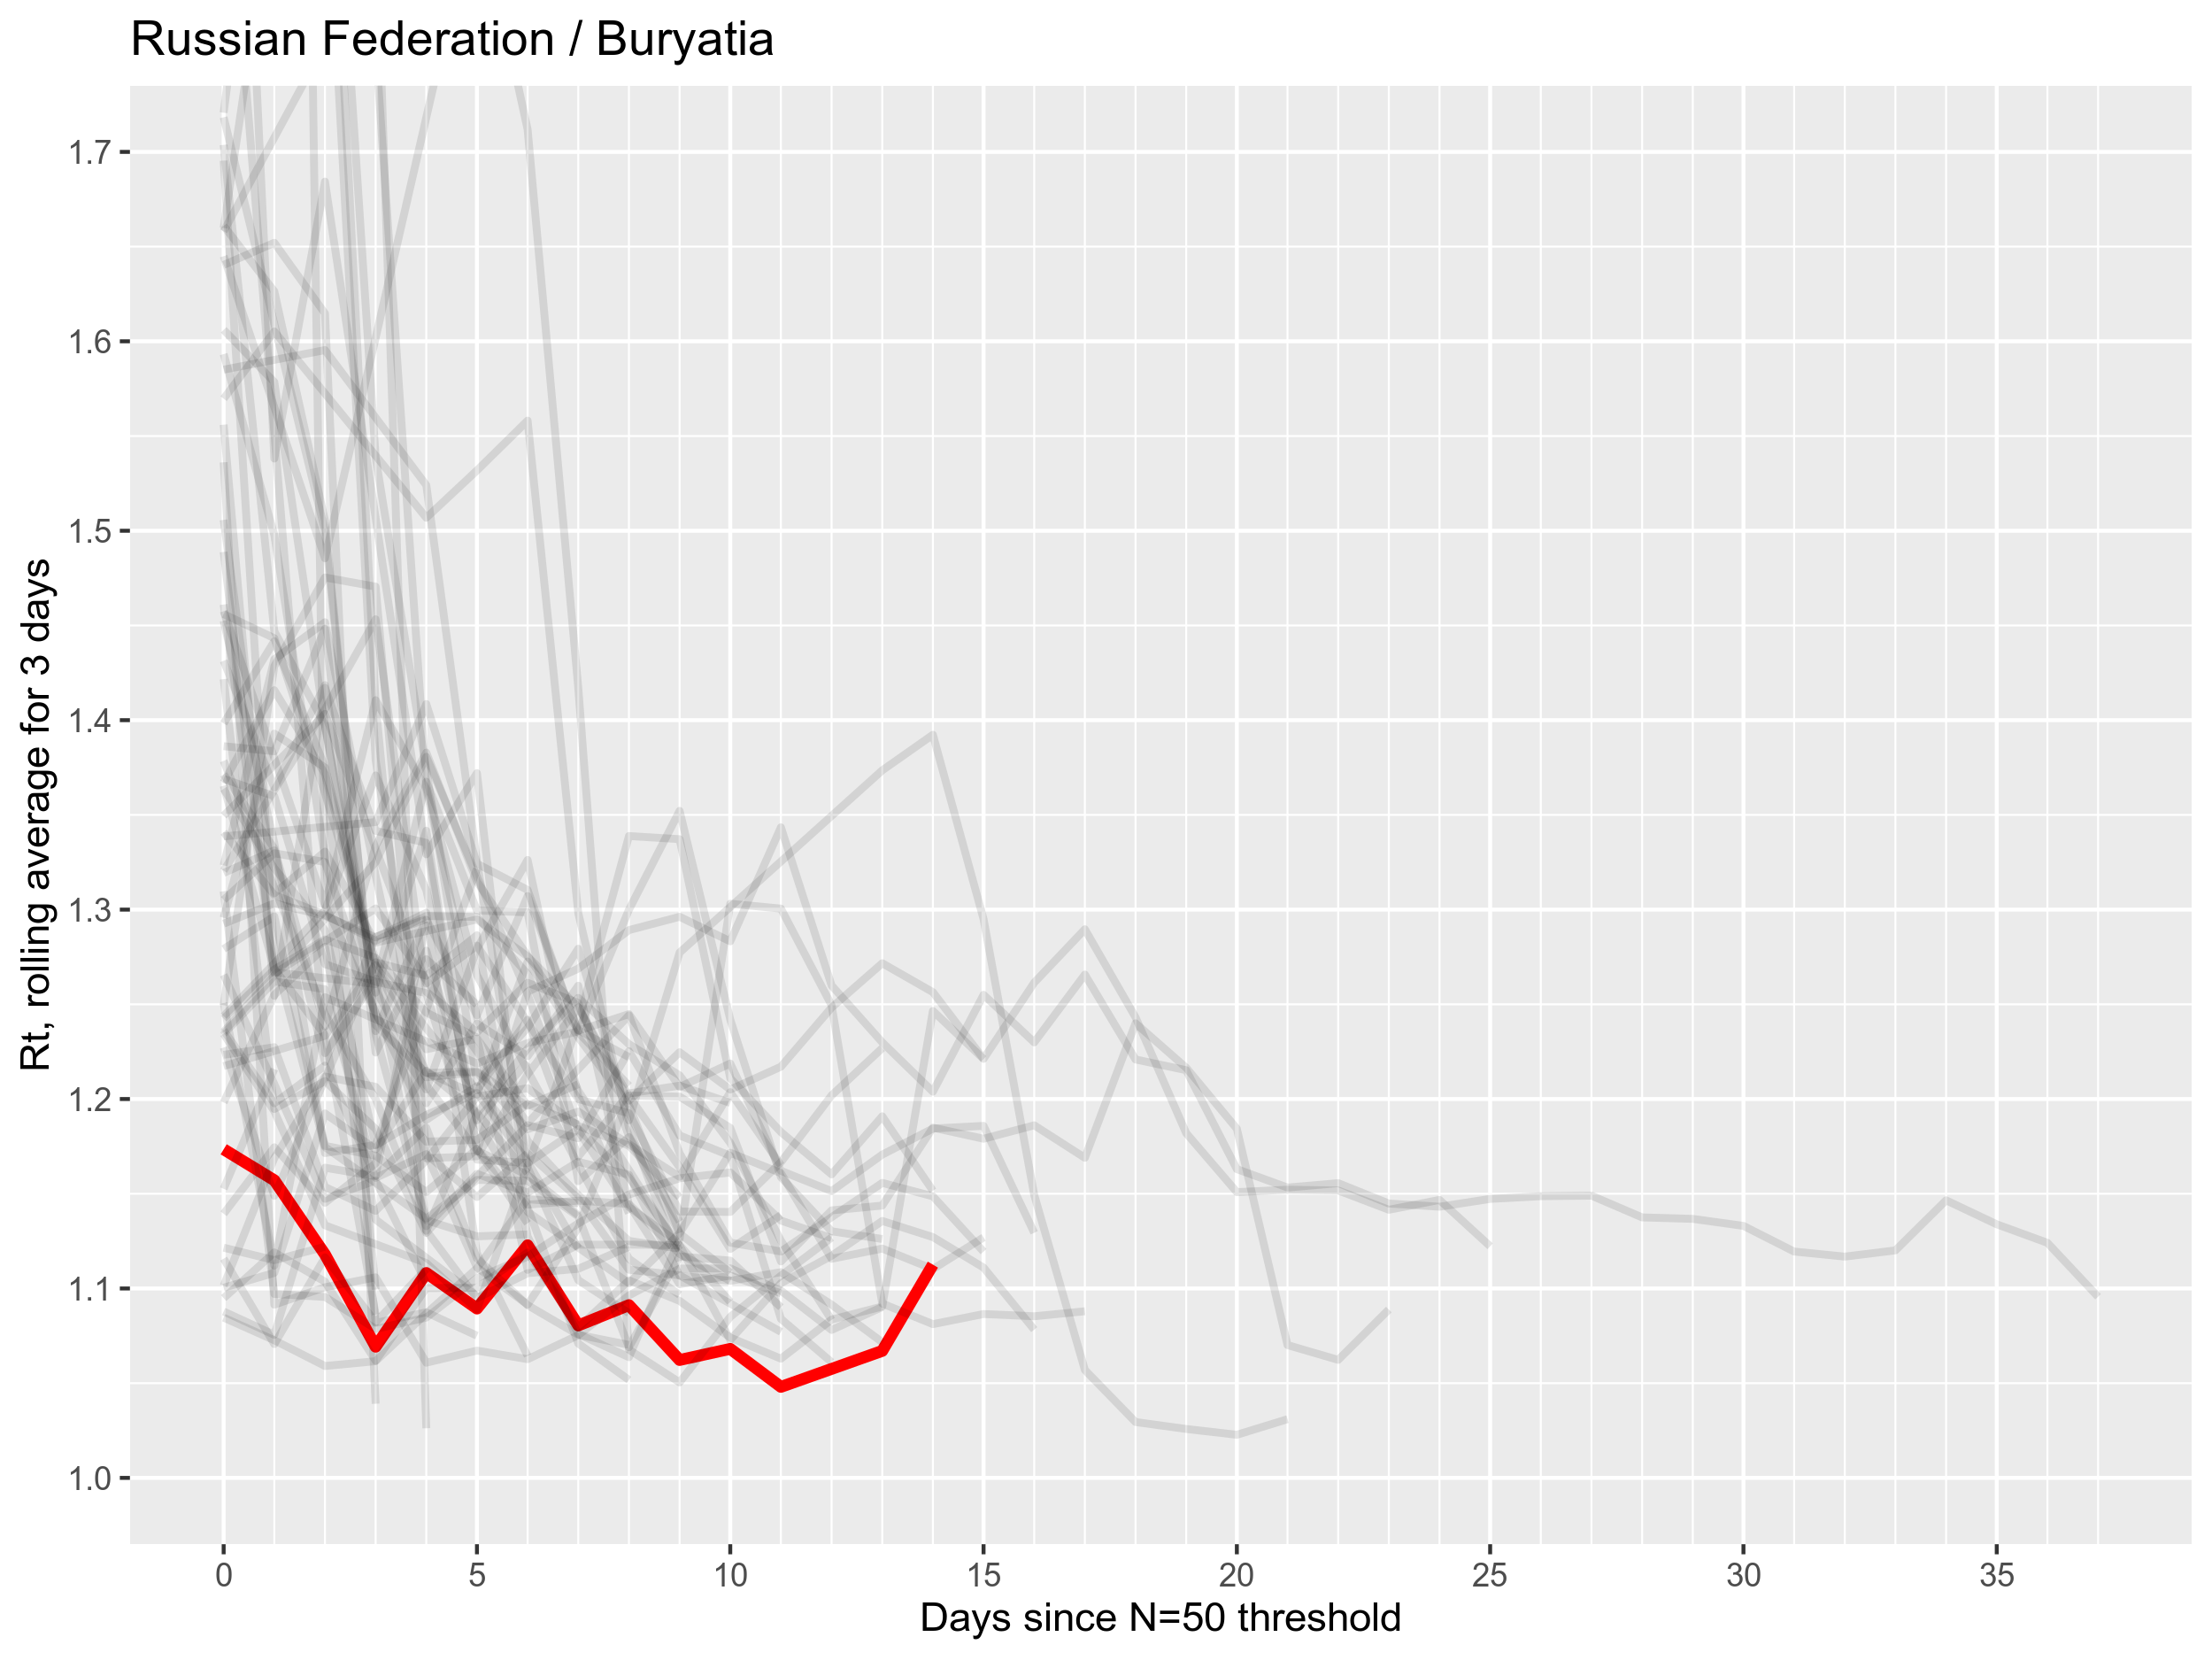 Russian Federation / Buryatia
Rt, rolling average for 3 days
1.7
1.6
1.5
1.4
1.3
1.2
1.1
1.0
0 5 10 15 20 25 30 35
Days since N=50 threshold